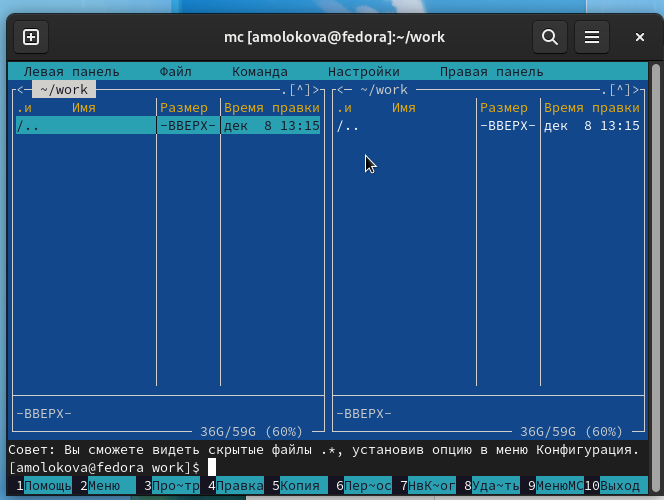 mc [amolokova@fedora]:~/work
Левая панель Файл Команда Настройки Правая панель
<─ ~/work .[^]> <─ ~/work .[^]>
.и Имя Размер Время правки .и Имя Размер Время правки
/.. -ВВЕРХ- дек 8 13:15 /.. -ВВЕРХ- дек 8 13:15
-ВВЕРХ- -ВВЕРХ-
36G/59G (60%) 36G/59G (60%)
Совет: Вы сможете видеть скрытые файлы .*, установив опцию в меню Конфигурация.
[amolokova@fedora work]$
1Помощь 2Меню 3Про~тр 4Правка 5Копия 6Пер~ос 7НвК~ог 8Уда~ть 9МенюMC 10Выход